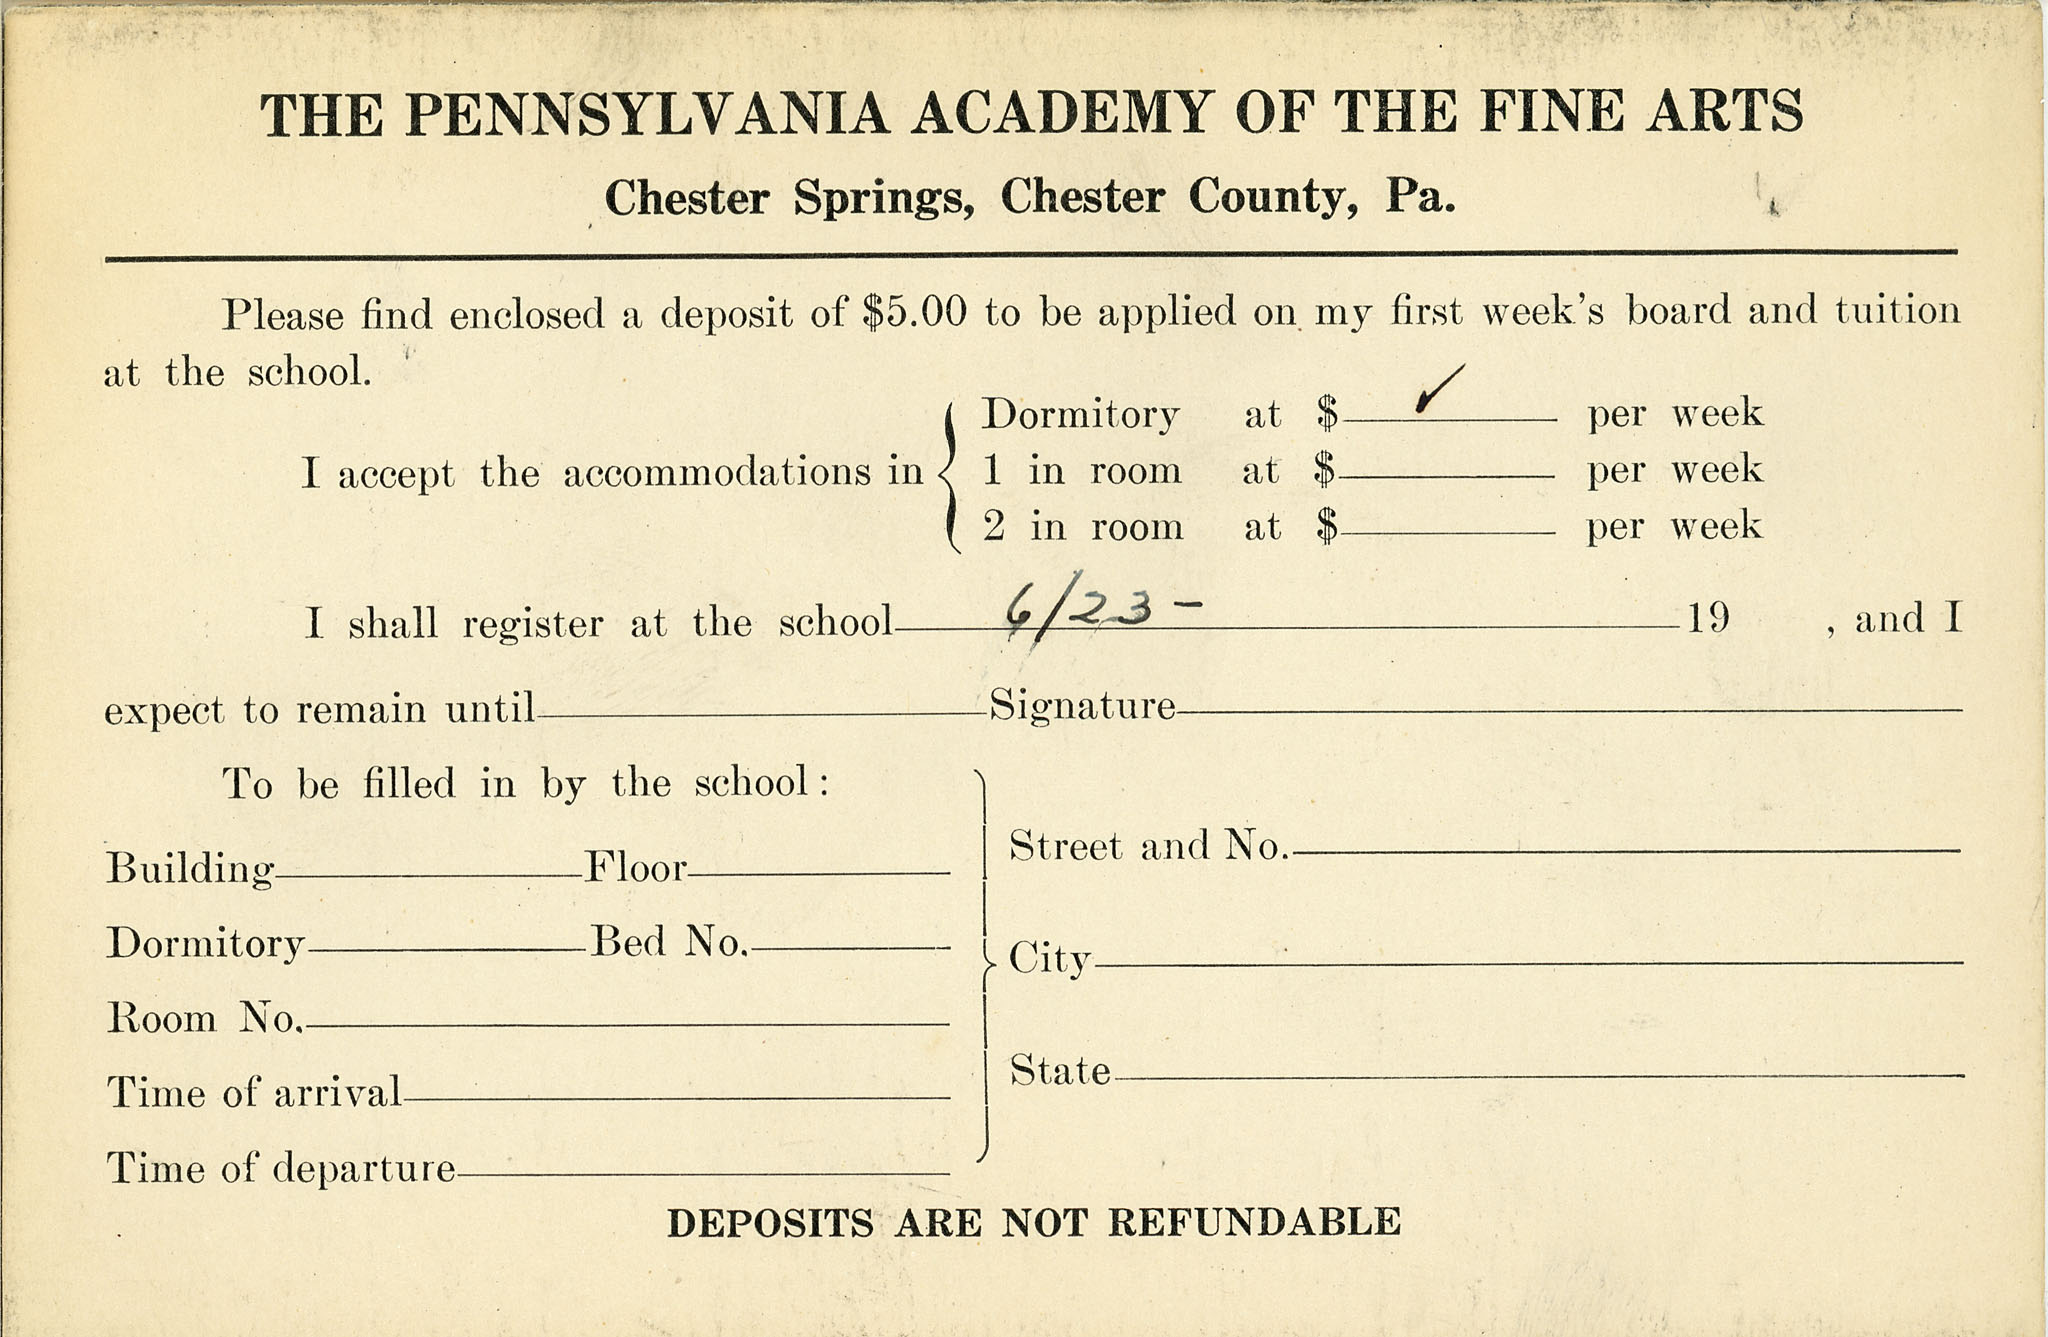 THE PENNSYLVANIA ACADEMY OF THE FINE ARTS
Chester Springs, Chester County, Pa.
Please find enclosed a deposit of $5.00 to be applied on my first week's board and tuition
at the school.
I accept the accommodations in
Dormitory at $ ✓ per week
1 in room at $ per week
2 in room at $ per week
I shall register at the school 6/23 - 19 , and I
expect to remain until Signature
To be filled in by the school:
Building Floor
Dormitory Bed No.
Room No.
Time of arrival
Time of departure
Street and No.
City
State
DEPOSITS ARE NOT REFUNDABLE